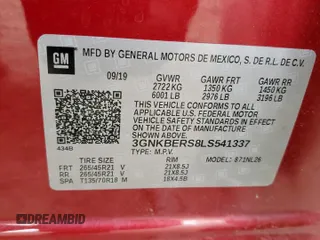 GM MFD BY GENERAL MOTORS DE MEXICO, S. DE R.L. DE C.V.
09/19 GVWR GAWR FRT GAWR RR
2722 KG 1350 KG 1450 KG
6001 LB 2976 LB 3196 LB
THIS VEHICLE CONFORMS TO ALL APPLICABLE U.S. FEDERAL MOTOR VEHICLE SAFETY STANDARDS IN EFFECT ON
THE DATE OF MANUFACTURE SHOWN ABOVE.
434B 3GNKBERS8LS541337
TYPE: M.P.V. MODEL: 871NL26
TIRE SIZE RIM
FRT 265/45R21 V 21X8.5J
RR 265/45R21 V 21X8.5J
SPA T135/70R18 M 18X4.5B
DREAMBID